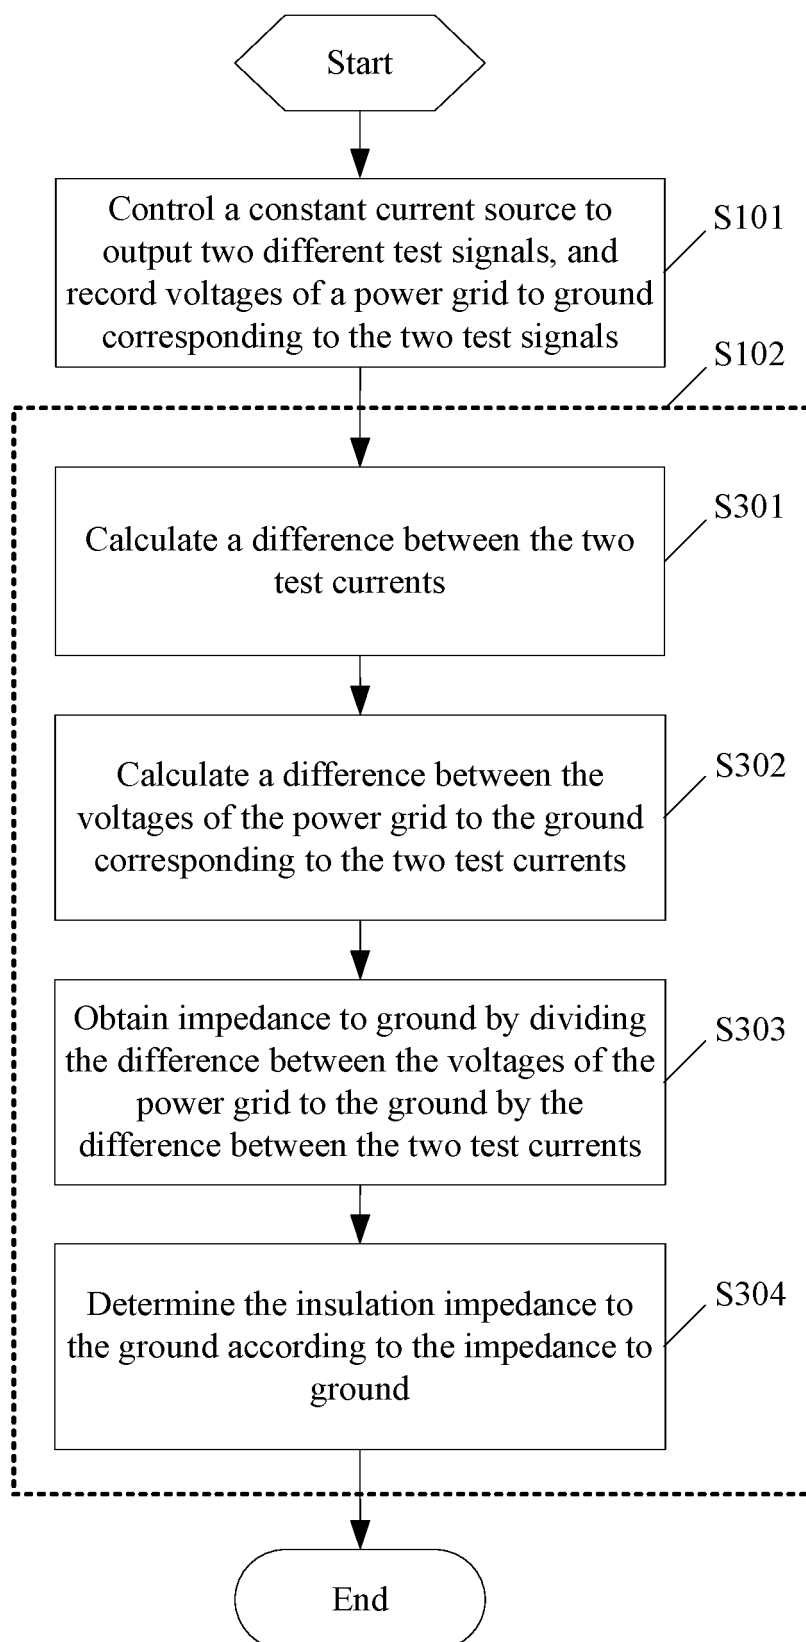 Start
Control a constant current source to
output two different test signals, and
record voltages of a power grid to ground
corresponding to the two test signals
S101
S102
Calculate a difference between the two
test currents
S301
Calculate a difference between the
voltages of the power grid to the ground
corresponding to the two test currents
S302
Obtain impedance to ground by dividing
the difference between the voltages of the
power grid to the ground by the
difference between the two test currents
S303
Determine the insulation impedance to
the ground according to the impedance to
ground
S304
End